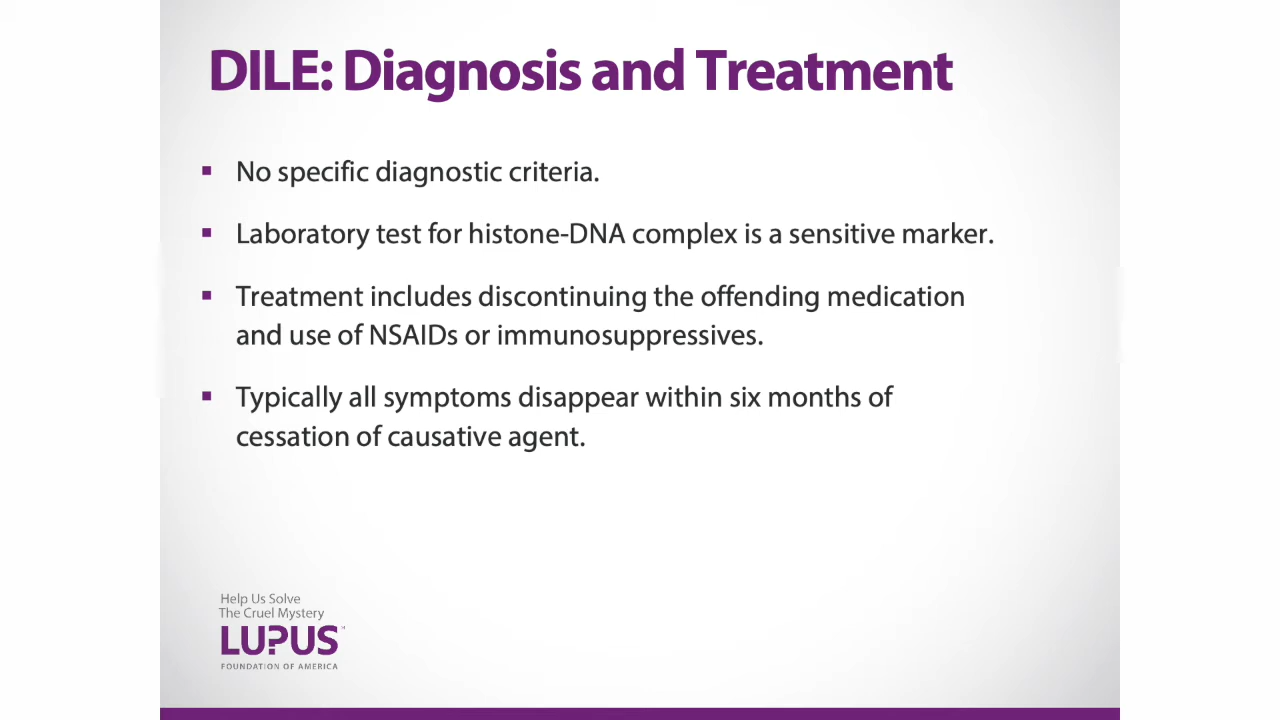 DILE: Diagnosis and Treatment
▪ No specific diagnostic criteria.
▪ Laboratory test for histone-DNA complex is a sensitive marker.
▪ Treatment includes discontinuing the offending medication
and use of NSAIDs or immunosuppressives.
▪ Typically all symptoms disappear within six months of
cessation of causative agent.
Help Us Solve
The Cruel Mystery
LUPUS™
FOUNDATION OF AMERICA